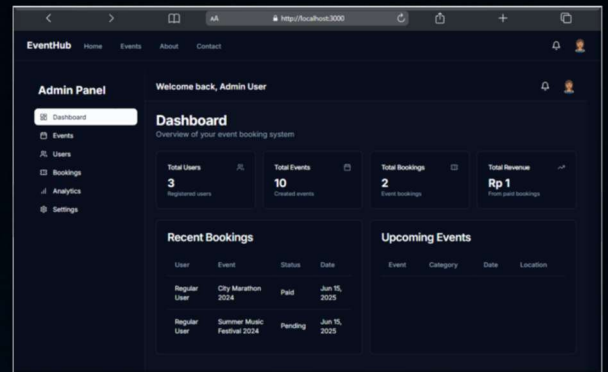 AA
http://localhost:3000
EventHub Home Events About Contact
Admin Panel
Dashboard
Events
Users
Bookings
Analytics
Settings
Welcome back, Admin User
Dashboard
Overview of your event booking system
Total Users
3
Registered users
Total Events
10
Created events
Total Bookings
2
Event bookings
Total Revenue
Rp 1
From paid bookings
Recent Bookings
User Event Status Date
Regular User City Marathon 2024 Paid Jun 15, 2025
Regular User Summer Music Festival 2024 Pending Jun 15, 2025
Upcoming Events
Event Category Date Location